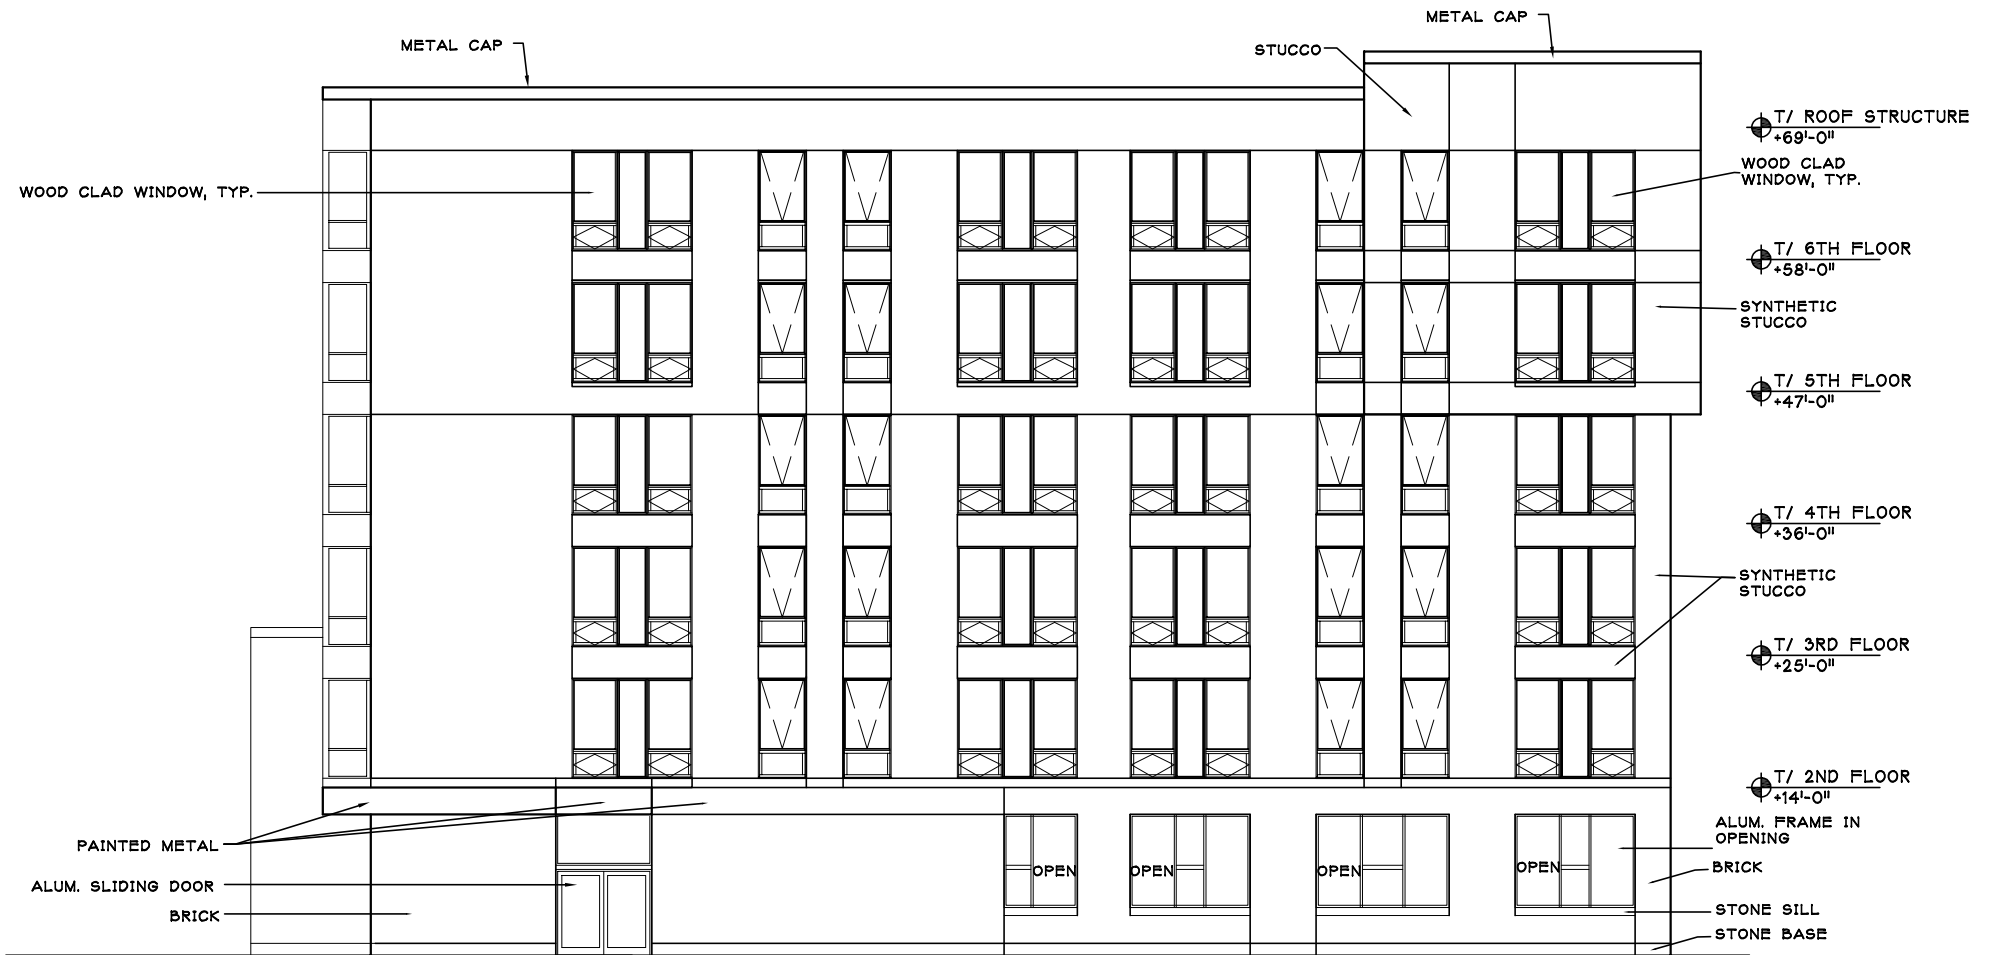 METAL CAP
METAL CAP
STUCCO
T/ ROOF STRUCTURE
+69'-0"
WOOD CLAD
WINDOW, TYP.
WOOD CLAD WINDOW, TYP.
T/ 6TH FLOOR
+58'-0"
SYNTHETIC
STUCCO
T/ 5TH FLOOR
+47'-0"
T/ 4TH FLOOR
+36'-0"
SYNTHETIC
STUCCO
T/ 3RD FLOOR
+25'-0"
T/ 2ND FLOOR
+14'-0"
ALUM. FRAME IN
OPENING
PAINTED METAL
OPEN
OPEN
OPEN
OPEN
BRICK
ALUM. SLIDING DOOR
STONE SILL
BRICK
STONE BASE